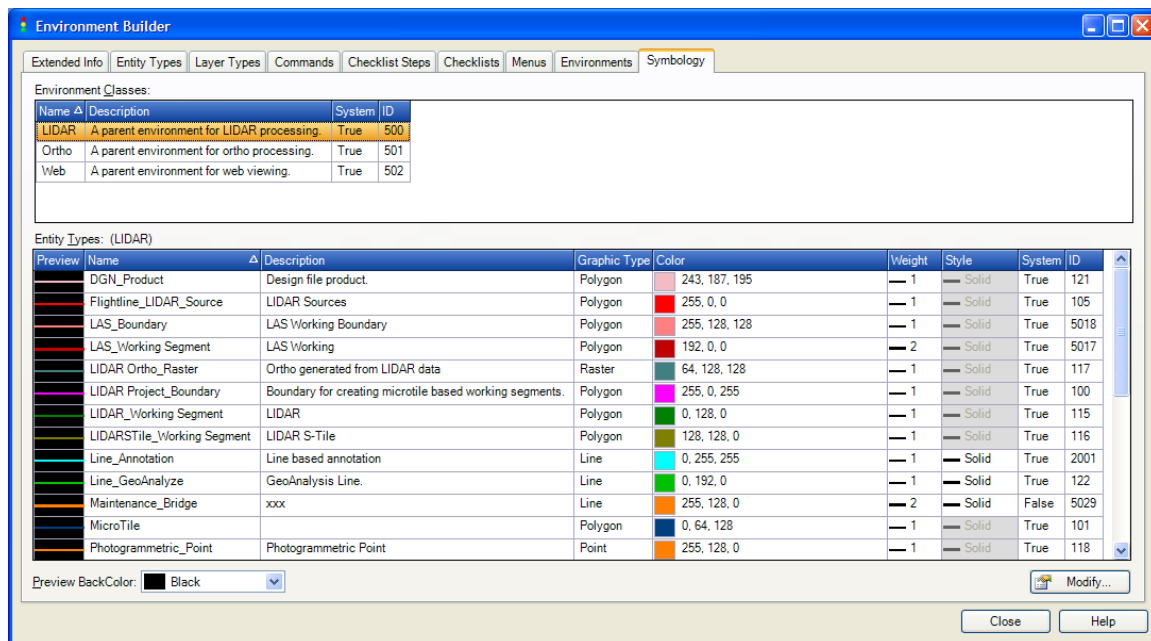 Environment Builder
Extended Info Entity Types Layer Types Commands Checklist Steps Checklists Menus Environments Symbology
Environment Classes:
Name Description System ID
LIDAR A parent environment for LIDAR processing. True 500
Ortho A parent environment for ortho processing. True 501
Web A parent environment for web viewing. True 502
Entity Types: (LIDAR)
Preview Name Description Graphic Type Color Weight Style System ID
DGN_Product Design file product. Polygon 243, 187, 195 1 Solid True 121
Flightline_LIDAR_Source LIDAR Sources Polygon 255, 0, 0 1 Solid True 105
LAS_Boundary LAS Working Boundary Polygon 255, 128, 128 1 Solid True 5018
LAS_Working Segment LAS Working Polygon 192, 0, 0 2 Solid True 5017
LIDAR Ortho_Raster Ortho generated from LIDAR data Raster 64, 128, 128 1 Solid True 117
LIDAR Project_Boundary Boundary for creating microtile based working segments. Polygon 255, 0, 255 1 Solid True 100
LIDAR_Working Segment LIDAR Polygon 0, 128, 0 1 Solid True 115
LIDARSTile_Working Segment LIDAR S-Tile Polygon 128, 128, 0 1 Solid True 116
Line_Annotation Line based annotation Line 0, 255, 255 1 Solid True 2001
Line_GeoAnalyze GeoAnalysis Line. Line 0, 192, 0 1 Solid True 122
Maintenance_Bridge xxx Line 255, 128, 0 2 Solid False 5029
MicroTile Polygon 0, 64, 128 1 Solid True 101
Photogrammetric_Point Photogrammetric Point Point 255, 128, 0 1 Solid True 118
Preview BackColor: Black Modify...
Close Help